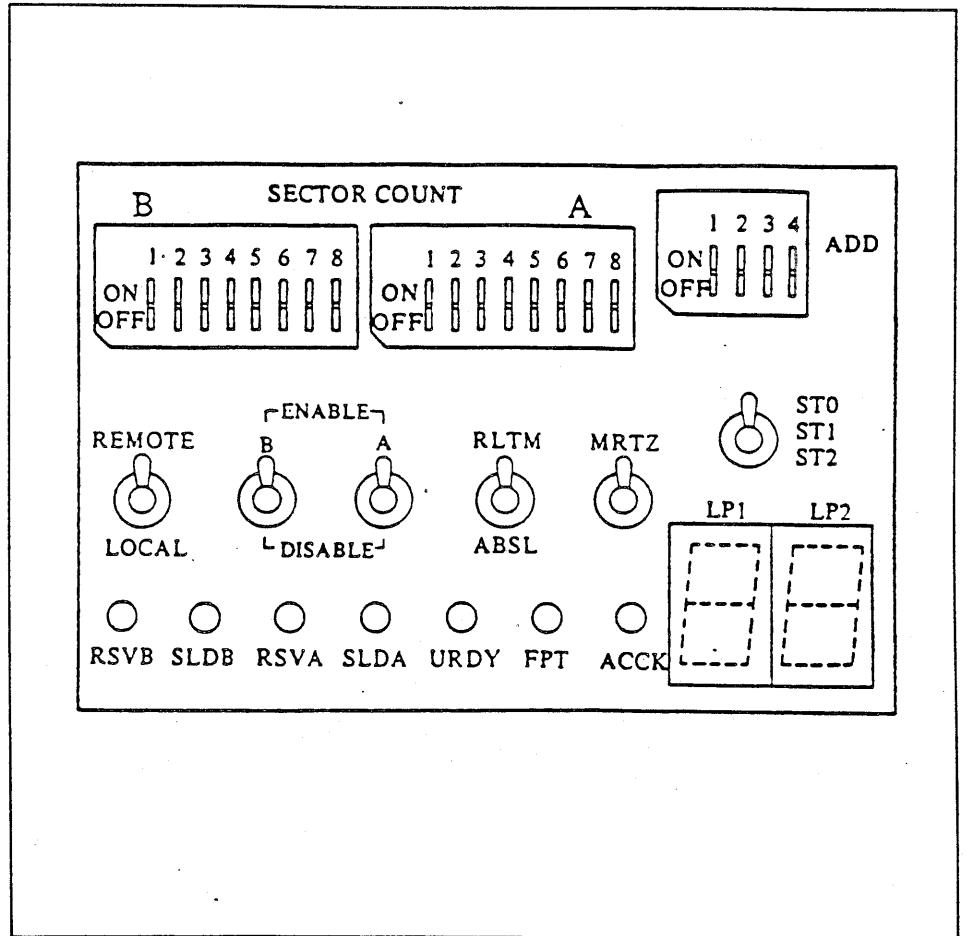 SECTOR COUNT
B
A
1 2 3 4 5 6 7 8
ON
OFF
1 2 3 4 5 6 7 8
ON
OFF
1 2 3 4
ON
OFF
ADD
ST0
ST1
ST2
REMOTE
LOCAL
ENABLE
B A
DISABLE
RLTM
ABSL
MRTZ
LP1 LP2
RSVB SLDB RSVA SLDA URDY FPT ACCK